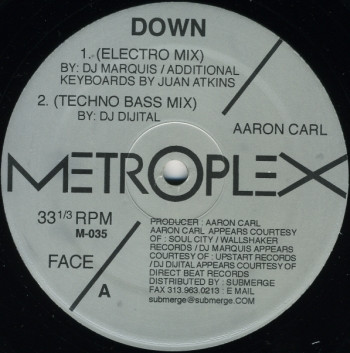 DOWN
1. (ELECTRO MIX)
BY: DJ MARQUIS / ADDITIONAL
KEYBOARDS BY JUAN ATKINS
2. (TECHNO BASS MIX)
BY: DJ DIJITAL
AARON CARL
METROPLEX
33 1/3 RPM
M-035
FACE
A
PRODUCER : AARON CARL
AARON CARL APPEARS COURTESY
OF : SOUL CITY / WALLSHAKER
RECORDS / DJ MARQUIS APPEARS
COURTESY OF : UPSTART RECORDS
/ DJ DIJITAL APPEARS COURTESY OF
DIRECT BEAT RECORDS
DISTRIBUTED BY : SUBMERGE
FAX 313.963.0213 : E MAIL
submerge@submerge.COM